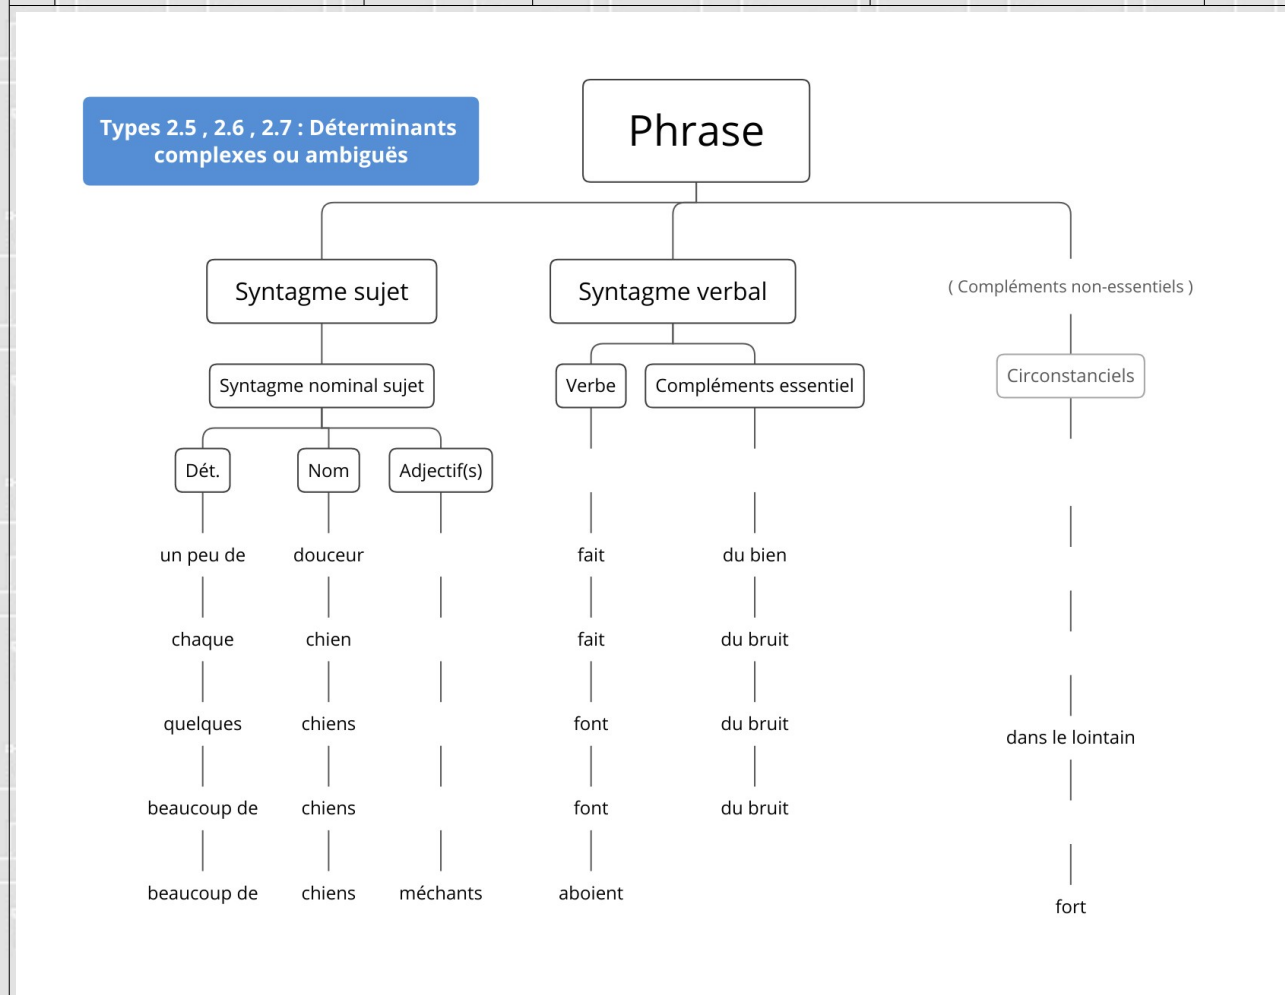 Types 2.5 , 2.6 , 2.7 : Déterminants
complexes ou ambiguës
Phrase
Syntagme sujet
Syntagme verbal
( Compléments non-essentiels )
Syntagme nominal sujet
Verbe
Compléments essentiel
Circonstanciels
Dét.
Nom
Adjectif(s)
un peu de
douceur
fait
du bien
chaque
chien
fait
du bruit
quelques
chiens
font
du bruit
dans le lointain
beaucoup de
chiens
font
du bruit
beaucoup de
chiens
méchants
aboient
fort